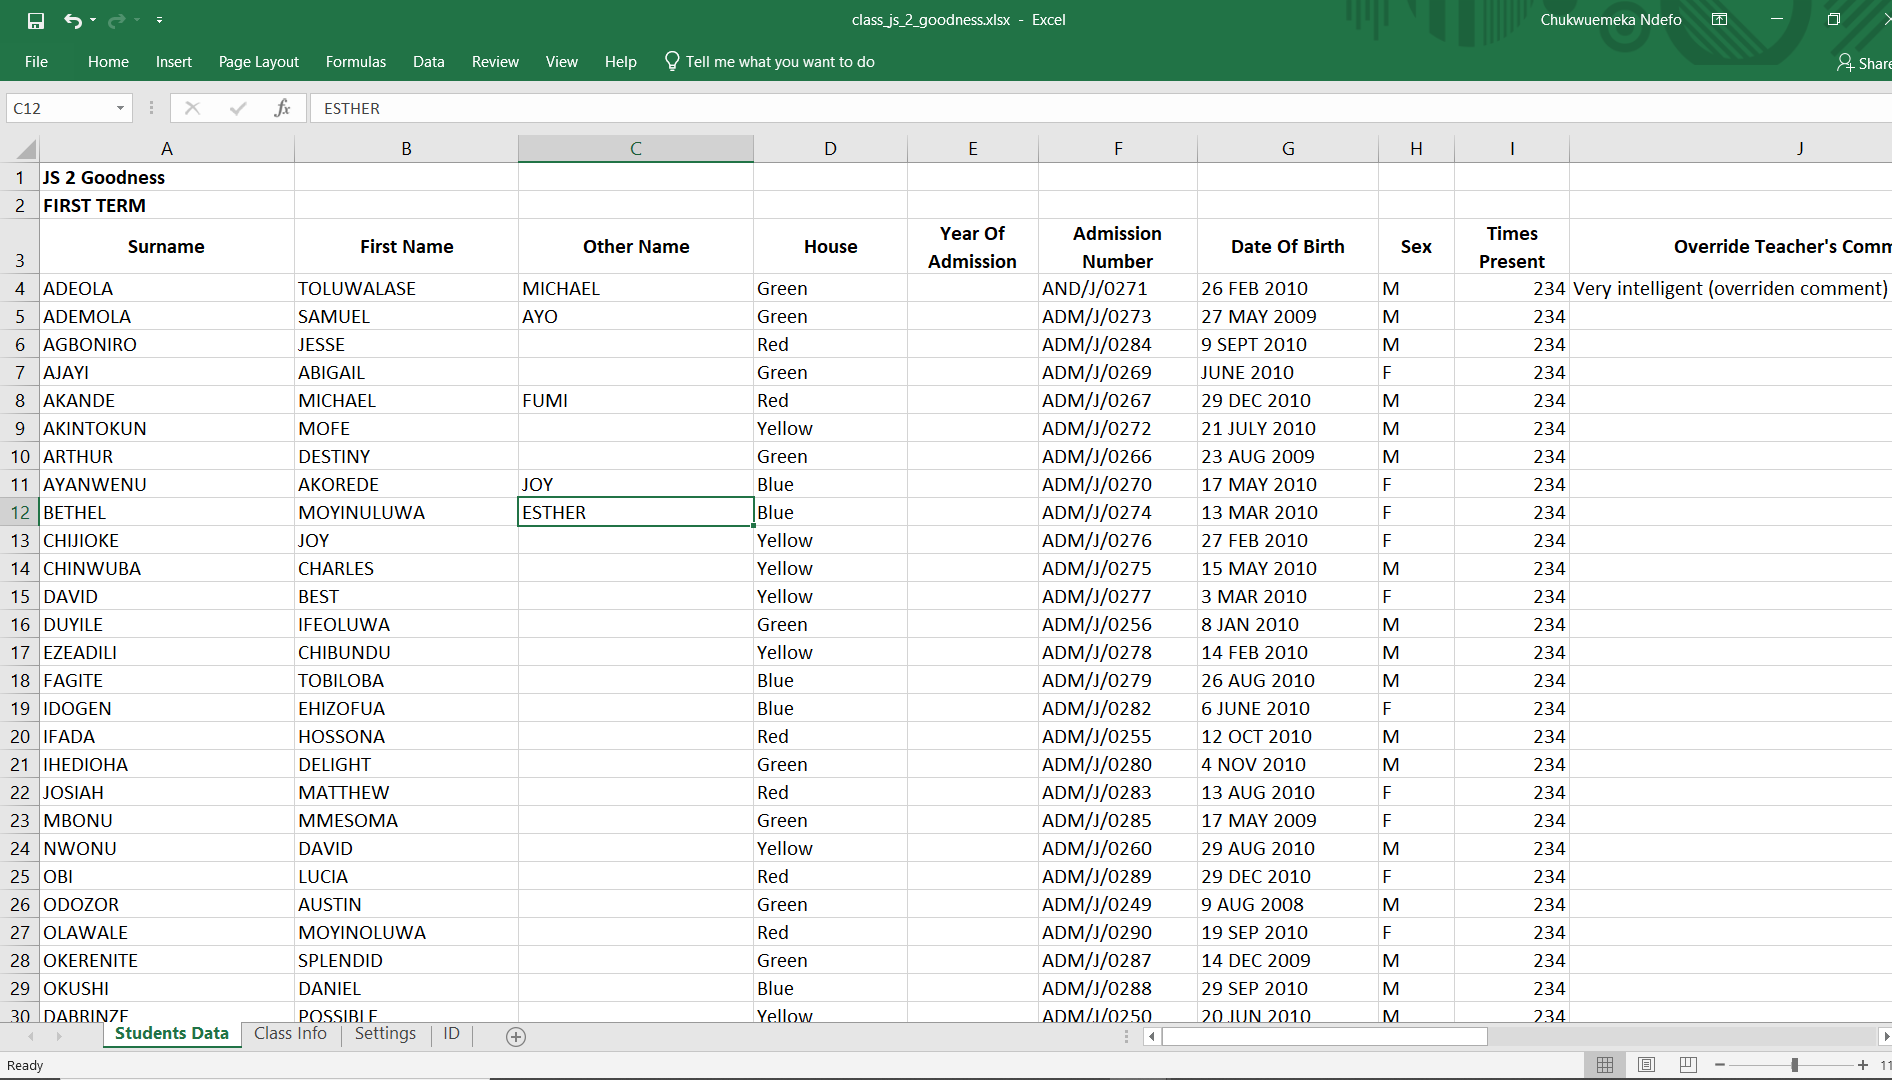 class_js_2_goodness.xlsx - Excel
Chukwuemeka Ndefo
File Home Insert Page Layout Formulas Data Review View Help Tell me what you want to do
Share
C12 fx ESTHER
A B C D E F G H I J
1 JS 2 Goodness
2 FIRST TERM
3 Surname First Name Other Name House Year Of Admission Admission Number Date Of Birth Sex Times Present Override Teacher's Comm
4 ADEOLA TOLUWALASE MICHAEL Green AND/J/0271 26 FEB 2010 M 234 Very intelligent (overriden comment)
5 ADEMOLA SAMUEL AYO Green ADM/J/0273 27 MAY 2009 M 234
6 AGBONIRO JESSE Red ADM/J/0284 9 SEPT 2010 M 234
7 AJAYI ABIGAIL Green ADM/J/0269 JUNE 2010 F 234
8 AKANDE MICHAEL FUMI Red ADM/J/0267 29 DEC 2010 M 234
9 AKINTOKUN MOFE Yellow ADM/J/0272 21 JULY 2010 M 234
10 ARTHUR DESTINY Green ADM/J/0266 23 AUG 2009 M 234
11 AYANWENU AKOREDE JOY Blue ADM/J/0270 17 MAY 2010 F 234
12 BETHEL MOYINULUWA ESTHER Blue ADM/J/0274 13 MAR 2010 F 234
13 CHIJIOKE JOY Yellow ADM/J/0276 27 FEB 2010 F 234
14 CHINWUBA CHARLES Yellow ADM/J/0275 15 MAY 2010 M 234
15 DAVID BEST Yellow ADM/J/0277 3 MAR 2010 F 234
16 DUYILE IFEOLUWA Green ADM/J/0256 8 JAN 2010 M 234
17 EZEADILI CHIBUNDU Yellow ADM/J/0278 14 FEB 2010 M 234
18 FAGITE TOBILOBA Blue ADM/J/0279 26 AUG 2010 M 234
19 IDOGEN EHIZOFUA Blue ADM/J/0282 6 JUNE 2010 F 234
20 IFADA HOSSONA Red ADM/J/0255 12 OCT 2010 M 234
21 IHEDIOHA DELIGHT Green ADM/J/0280 4 NOV 2010 M 234
22 JOSIAH MATTHEW Red ADM/J/0283 13 AUG 2010 F 234
23 MBONU MMESOMA Green ADM/J/0285 17 MAY 2009 F 234
24 NWONU DAVID Yellow ADM/J/0260 29 AUG 2010 M 234
25 OBI LUCIA Red ADM/J/0289 29 DEC 2010 F 234
26 ODOZOR AUSTIN Green ADM/J/0249 9 AUG 2008 M 234
27 OLAWALE MOYINOLUWA Red ADM/J/0290 19 SEP 2010 F 234
28 OKERENITE SPLENDID Green ADM/J/0287 14 DEC 2009 M 234
29 OKUSHI DANIEL Blue ADM/J/0288 29 SEP 2010 M 234
30 DABRINZE POSSIBLE Yellow ADM/J/0250 20 JUN 2010 M 234
Students Data Class Info Settings ID
Ready 11